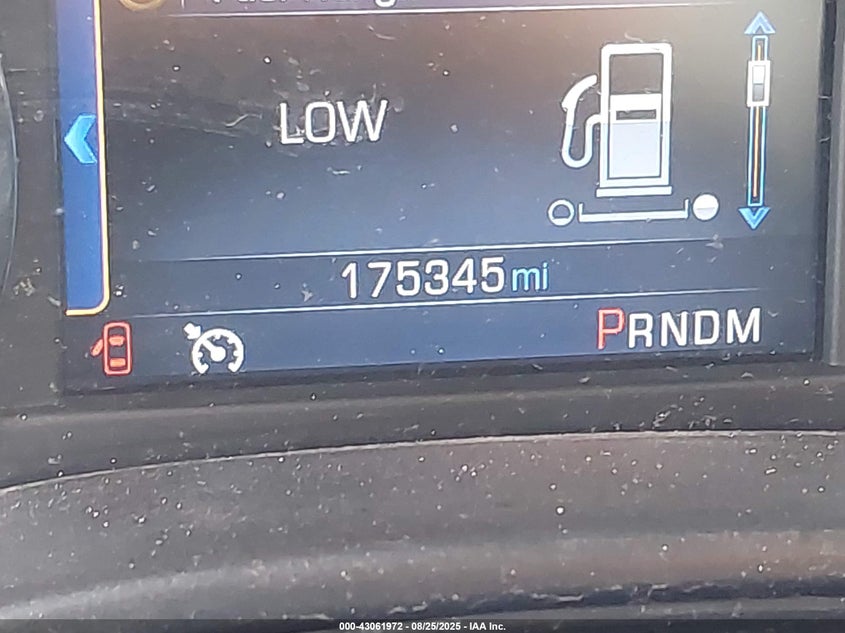 LOW
175345 mi
PRNDM
000-43061972 - 08/25/2025 - IAA Inc.